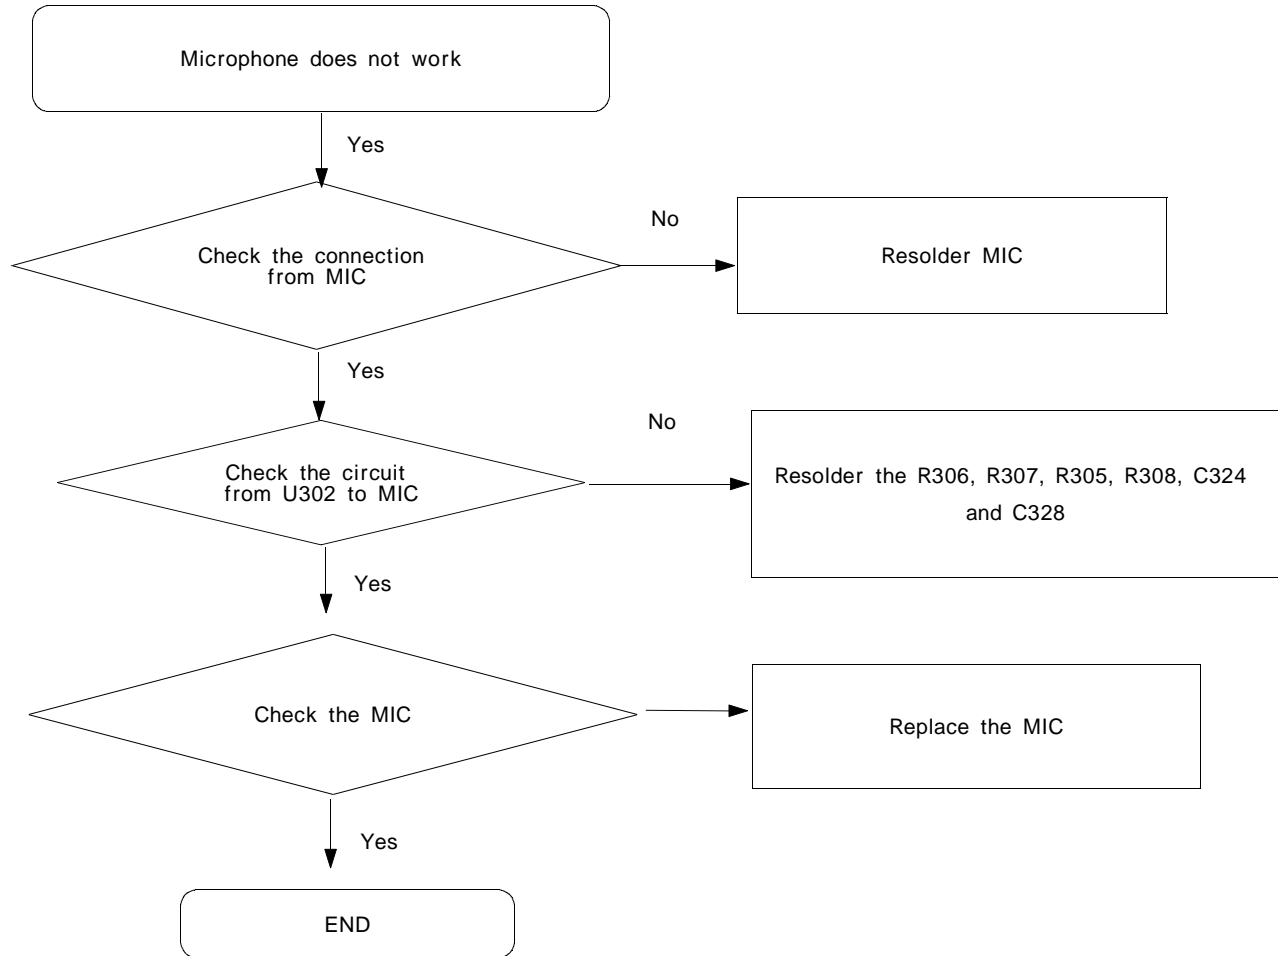 Microphone does not work
Yes
No
Check the connection
from MIC
Resolder MIC
Yes
No
Check the circuit
from U302 to MIC
Resolder the R306, R307, R305, R308, C324
and C328
Yes
Check the MIC
Replace the MIC
Yes
END